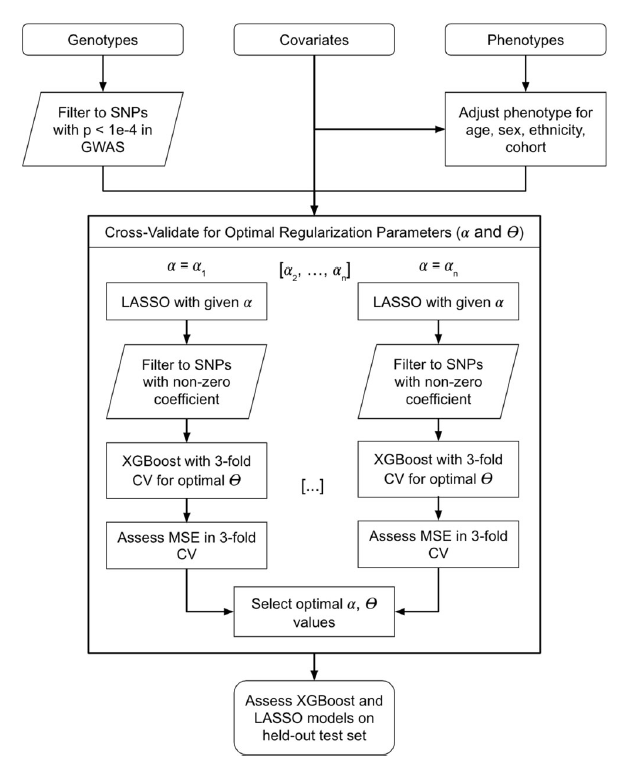 Genotypes
Covariates
Phenotypes
Filter to SNPs
with p < 1e-4 in
GWAS
Adjust phenotype for
age, sex, ethnicity,
cohort
Cross-Validate for Optimal Regularization Parameters (α and Θ)
α = α₁
[α₂, …, αₙ]
α = αₙ
LASSO with given α
LASSO with given α
Filter to SNPs
with non-zero
coefficient
Filter to SNPs
with non-zero
coefficient
XGBoost with 3-fold
CV for optimal Θ
[...]
XGBoost with 3-fold
CV for optimal Θ
Assess MSE in 3-fold
CV
Assess MSE in 3-fold
CV
Select optimal α, Θ
values
Assess XGBoost and
LASSO models on
held-out test set